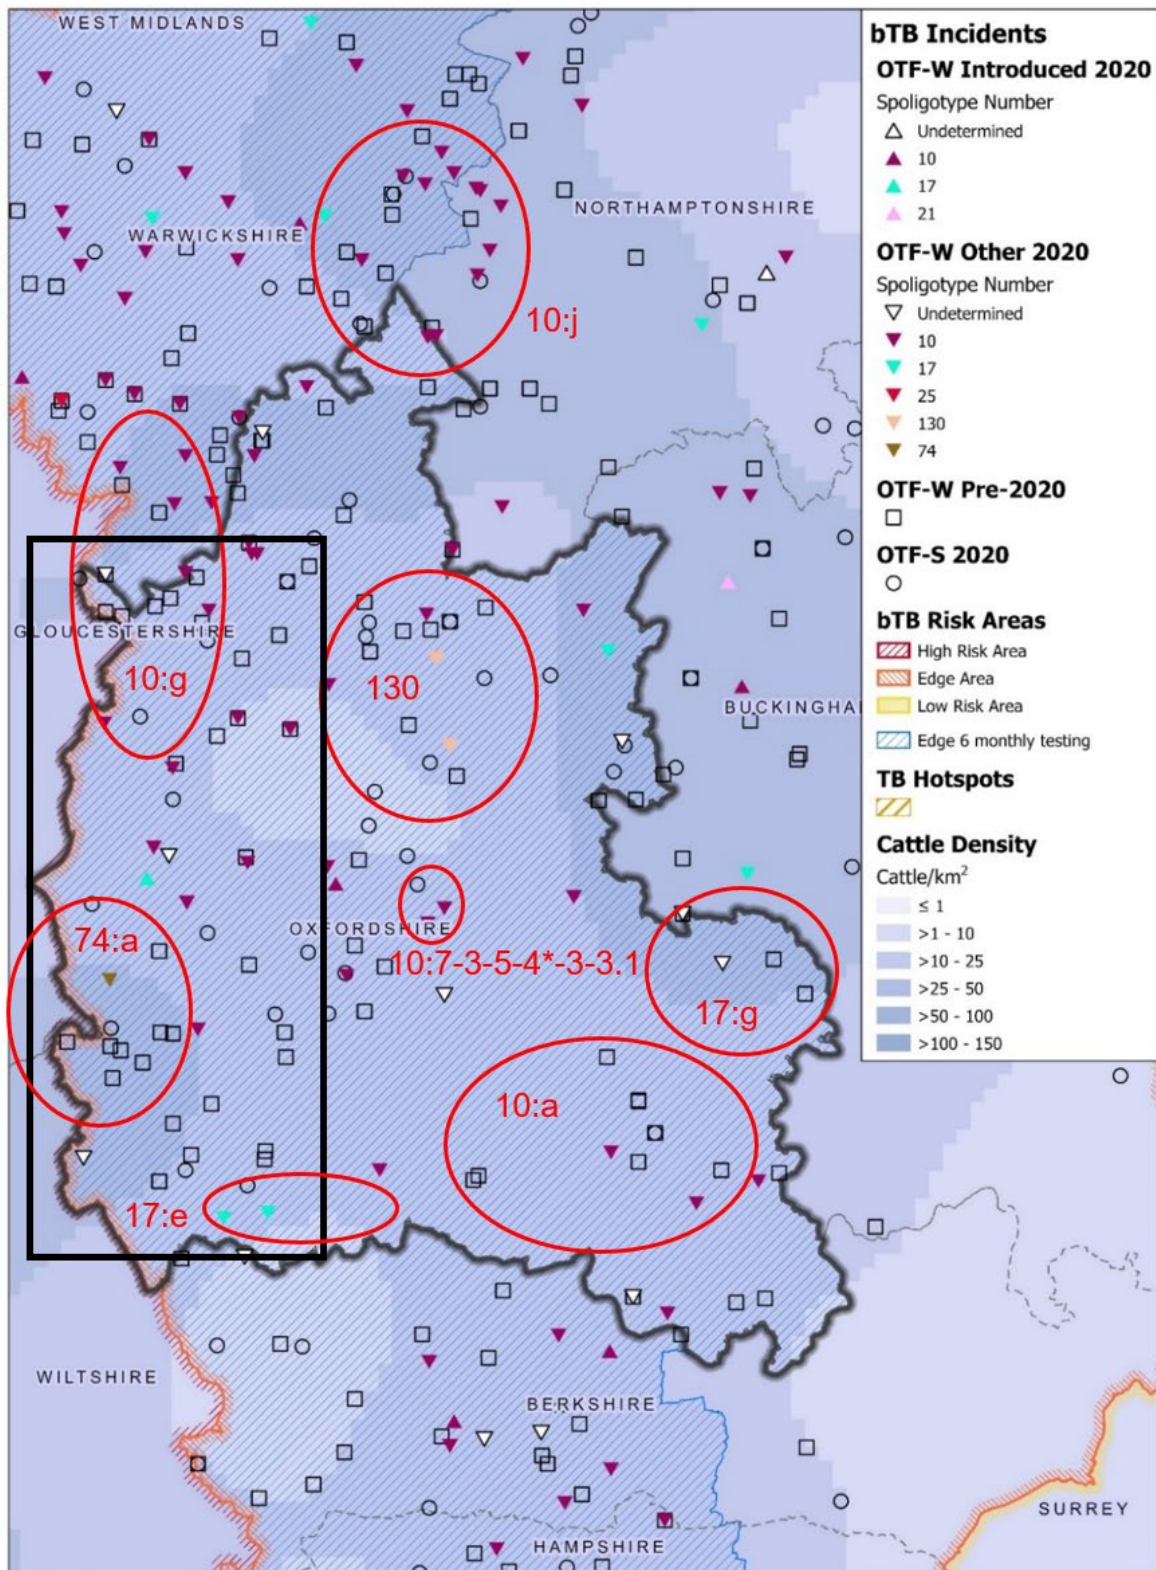 WEST MIDLANDS
WARWICKSHIRE
NORTHAMPTONSHIRE
10:j
GLOUCESTERSHIRE
10:g
130
BUCKINGHA
74:a
OXFORDSHIRE
10:7-3-5-4*-3-3.1
17:g
10:a
17:e
WILTSHIRE
BERKSHIRE
SURREY
HAMPSHIRE
bTB Incidents
OTF-W Introduced 2020
Spoligotype Number
Undetermined
10
17
21
OTF-W Other 2020
Spoligotype Number
Undetermined
10
17
25
130
74
OTF-W Pre-2020
OTF-S 2020
bTB Risk Areas
High Risk Area
Edge Area
Low Risk Area
Edge 6 monthly testing
TB Hotspots
Cattle Density
Cattle/km²
≤ 1
>1 - 10
>10 - 25
>25 - 50
>50 - 100
>100 - 150